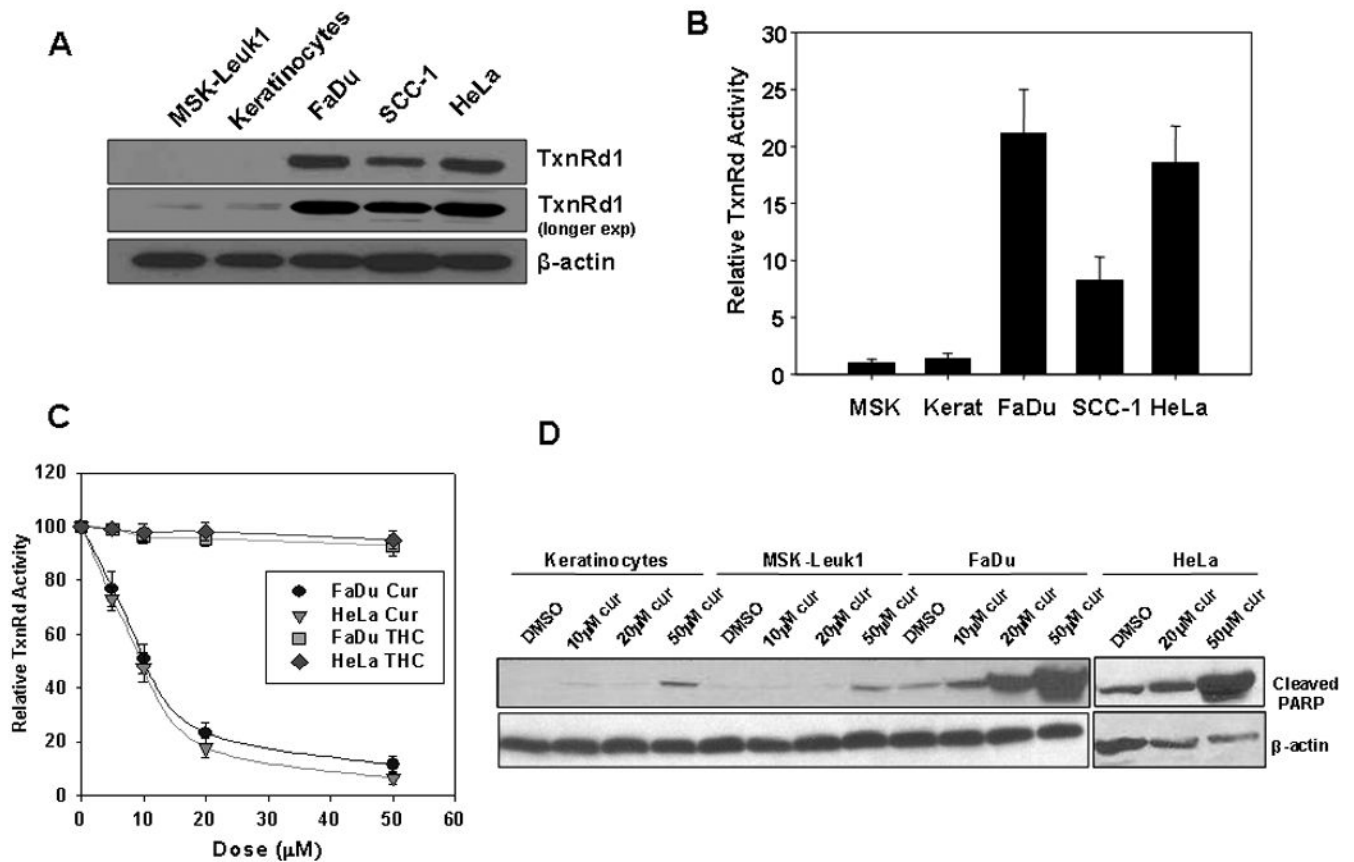 A
MSK-Leuk1
Keratinocytes
FaDu
SCC-1
HeLa
TxnRd1
TxnRd1
(longer exp)
β-actin
B
Relative TxnRd Activity
30
25
20
15
10
5
0
MSK Kerat FaDu SCC-1 HeLa
C
Relative TxnRd Activity
120
100
80
60
40
20
0
0 10 20 30 40 50 60
Dose (μM)
FaDu Cur
HeLa Cur
FaDu THC
HeLa THC
D
Keratinocytes MSK-Leuk1 FaDu HeLa
DMSO 10μM cur 20μM cur 50μM cur DMSO 10μM cur 20μM cur 50μM cur DMSO 10μM cur 20μM cur 50μM cur DMSO 20μM cur 50μM cur
Cleaved
PARP
β-actin